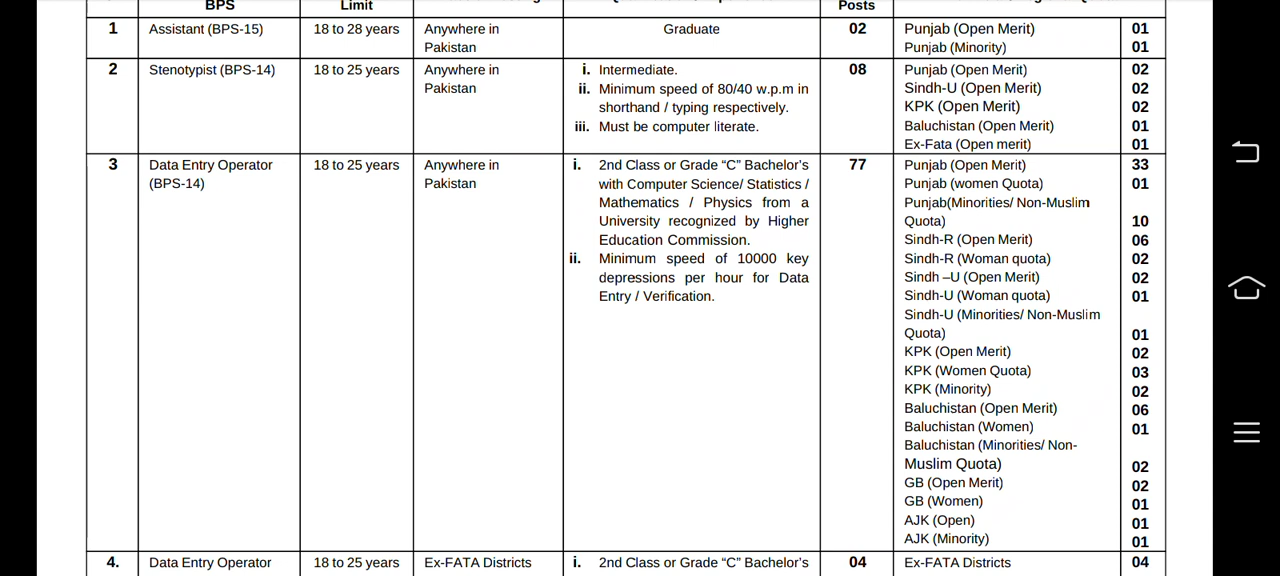 BPS Limit Posts
1 Assistant (BPS-15) 18 to 28 years Anywhere in Graduate 02 Punjab (Open Merit) 01
Pakistan Punjab (Minority) 01
2 Stenotypist (BPS-14) 18 to 25 years Anywhere in i. Intermediate. 08 Punjab (Open Merit) 02
Pakistan ii. Minimum speed of 80/40 w.p.m in Sindh-U (Open Merit) 02
shorthand / typing respectively. KPK (Open Merit) 02
iii. Must be computer literate. Baluchistan (Open Merit) 01
Ex-Fata (Open merit) 01
3 Data Entry Operator 18 to 25 years Anywhere in i. 2nd Class or Grade “C” Bachelor's 77 Punjab (Open Merit) 33
(BPS-14) Pakistan with Computer Science/ Statistics / Punjab (women Quota) 01
Mathematics / Physics from a Punjab(Minorities/ Non-Muslim
University recognized by Higher Quota) 10
Education Commission. Sindh-R (Open Merit) 06
ii. Minimum speed of 10000 key Sindh-R (Woman quota) 02
depressions per hour for Data Sindh –U (Open Merit) 02
Entry / Verification. Sindh-U (Woman quota) 01
Sindh-U (Minorities/ Non-Muslim
Quota) 01
KPK (Open Merit) 02
KPK (Women Quota) 03
KPK (Minority) 02
Baluchistan (Open Merit) 06
Baluchistan (Women) 01
Baluchistan (Minorities/ Non-
Muslim Quota) 02
GB (Open Merit) 02
GB (Women) 01
AJK (Open) 01
AJK (Minority) 01
4. Data Entry Operator 18 to 25 years Ex-FATA Districts i. 2nd Class or Grade “C” Bachelor's 04 Ex-FATA Districts 04